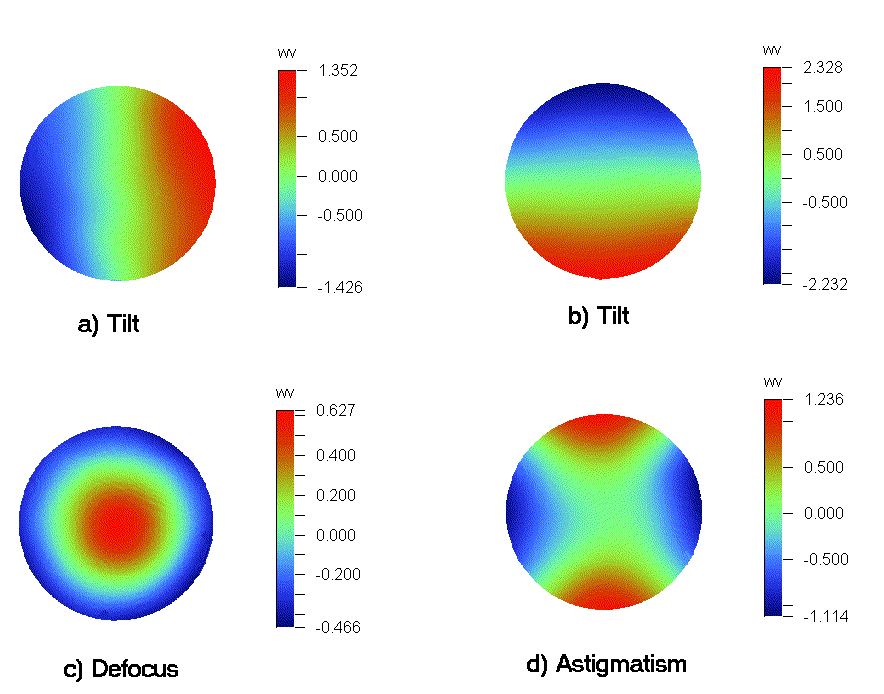 wv
1.352
0.500
0.000
-0.500
-1.426
a) Tilt
wv
2.328
1.500
0.500
-0.500
-2.232
b) Tilt
wv
0.627
0.400
0.200
0.000
-0.200
-0.466
c) Defocus
wv
1.236
0.500
0.000
-0.500
-1.114
d) Astigmatism